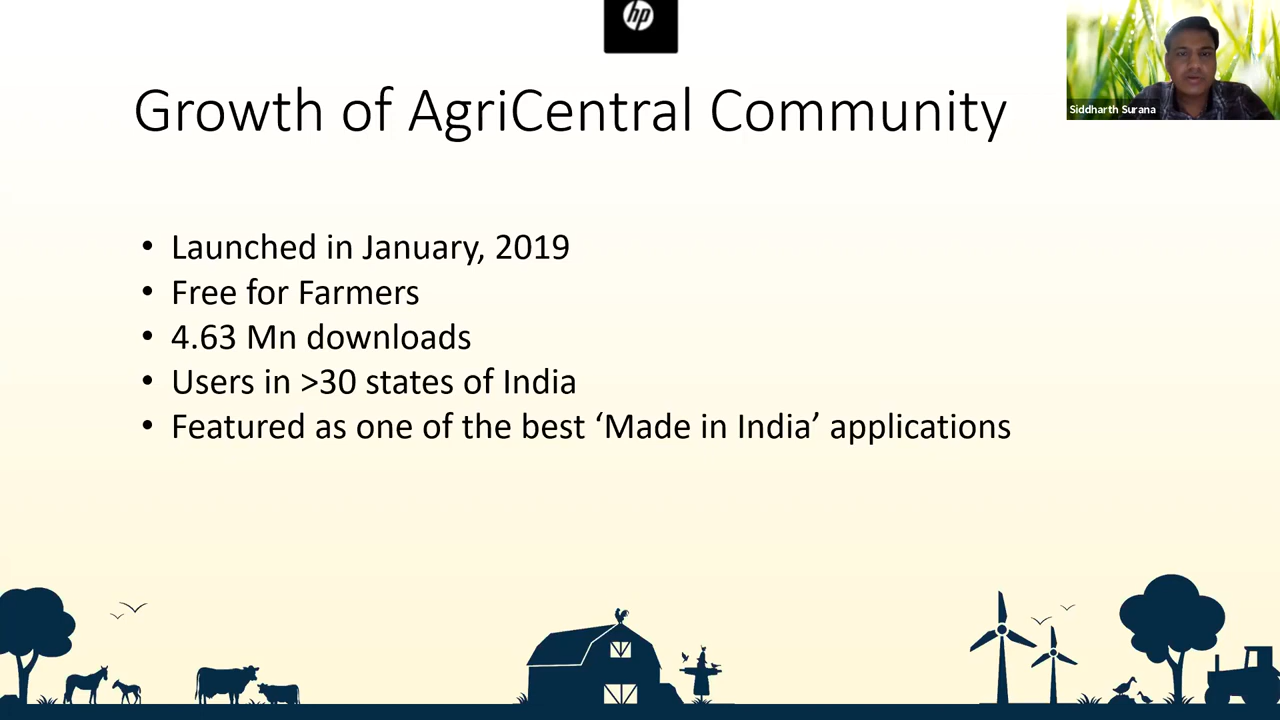 hp
Growth of AgriCentral Community
Siddharth Surana
• Launched in January, 2019
• Free for Farmers
• 4.63 Mn downloads
• Users in >30 states of India
• Featured as one of the best ‘Made in India’ applications